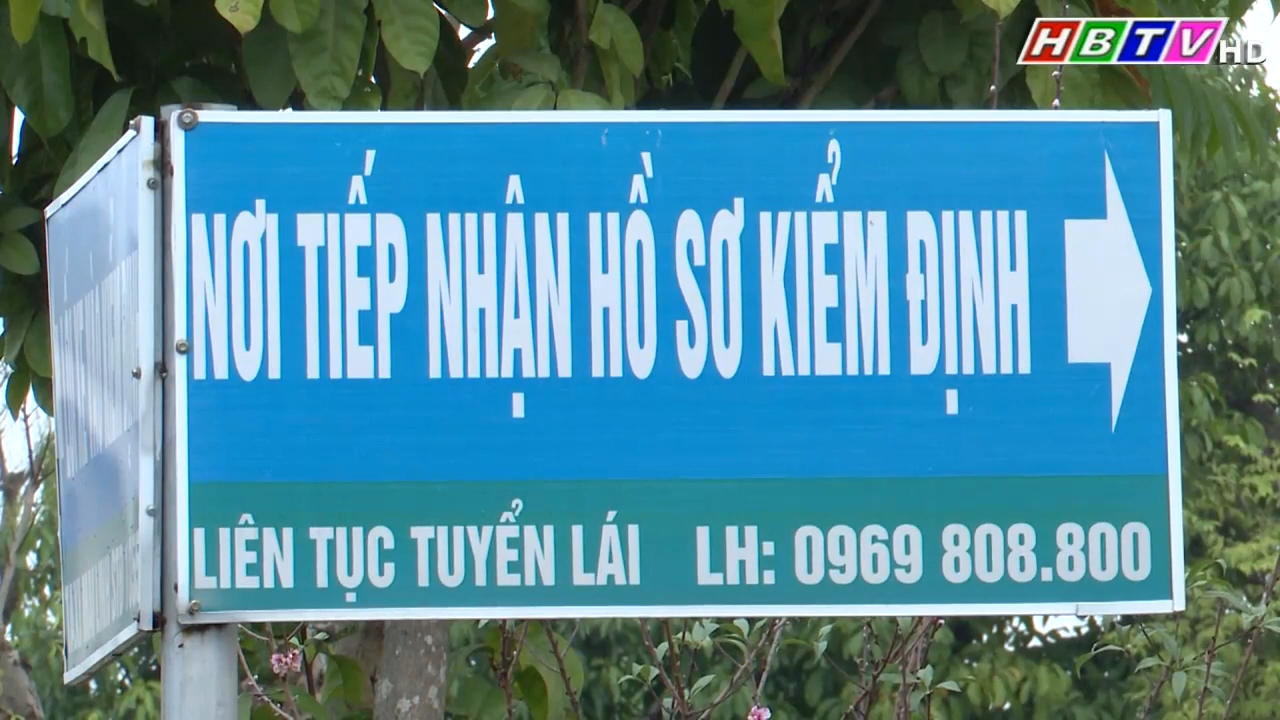 HBTV HD
NƠI TIẾP NHẬN HỒ SƠ KIỂM ĐỊNH
LIÊN TỤC TUYỂN LÁI LH: 0969 808.800